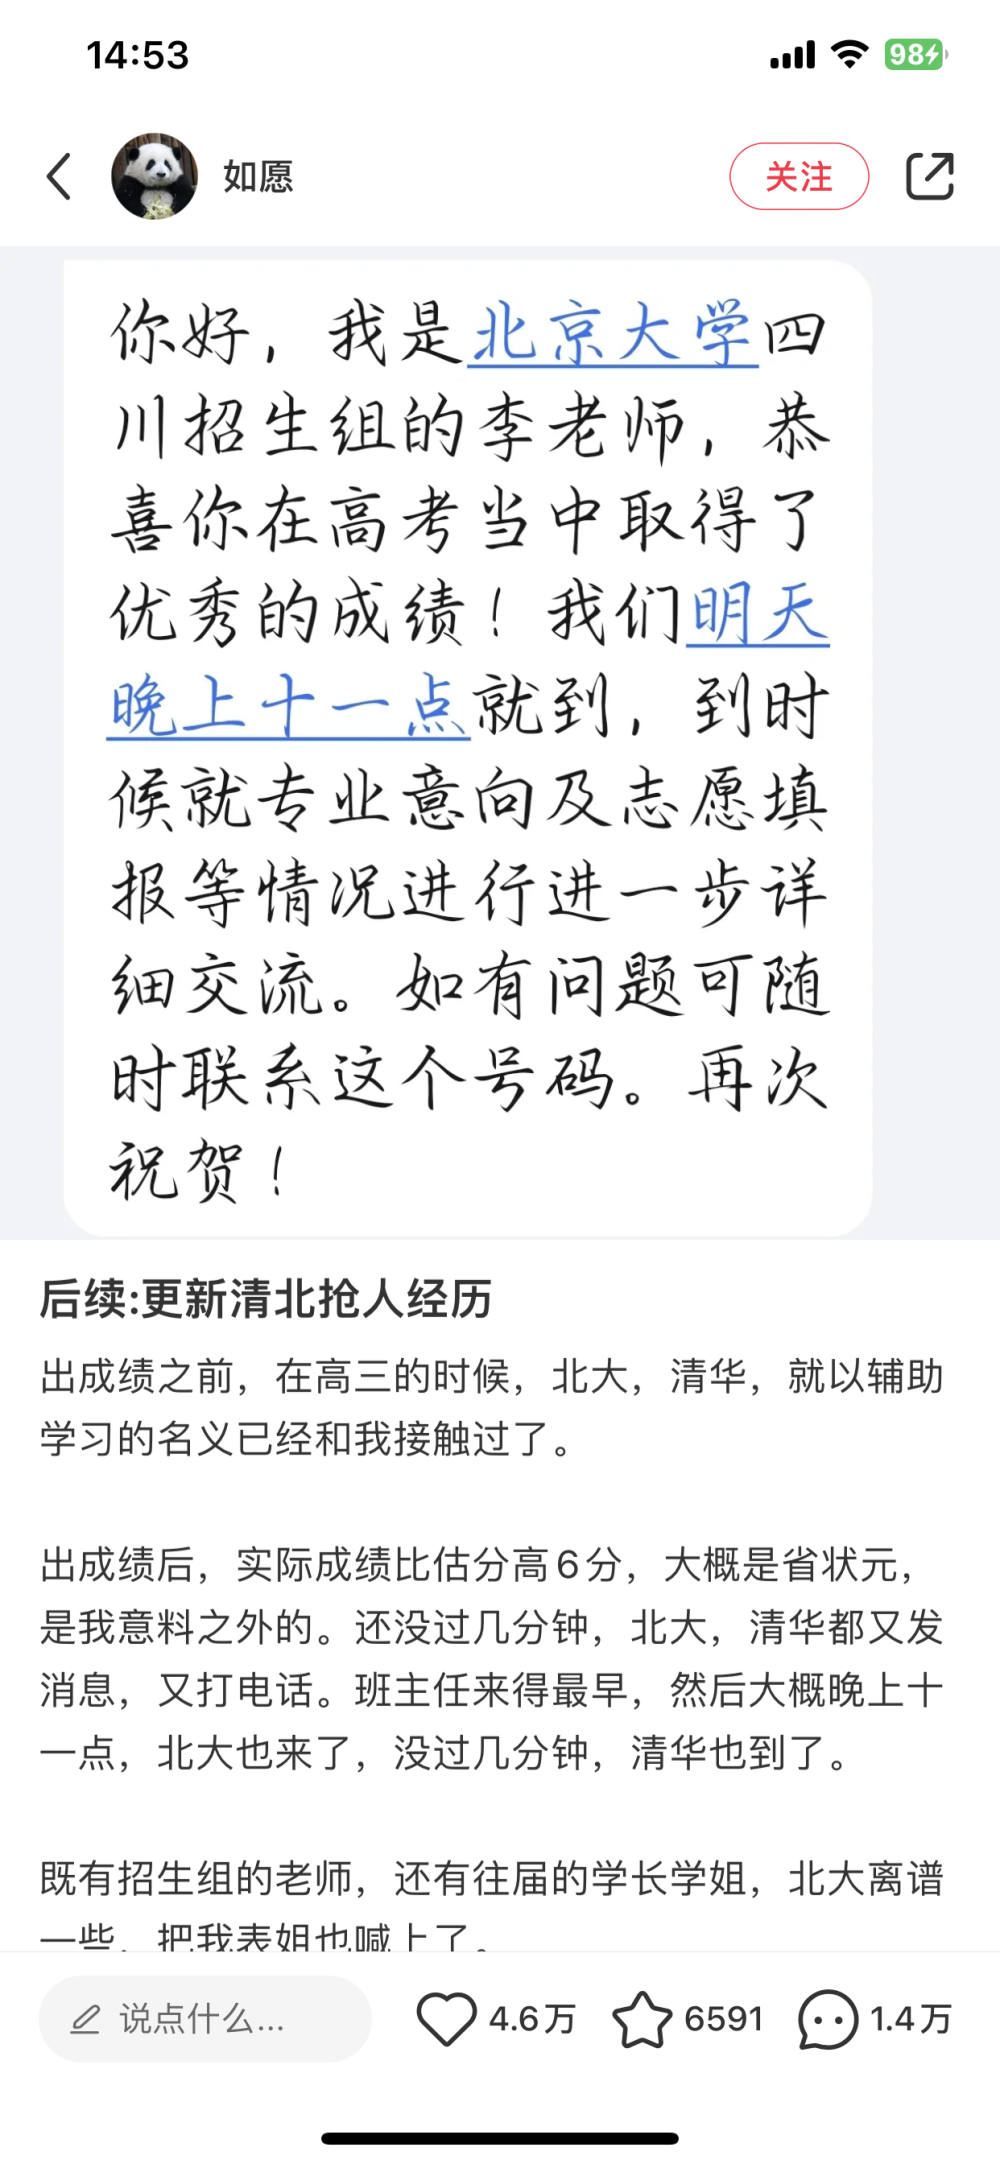 14:53
98
如愿
关注
你好，我是北京大学四
川招生组的李老师，恭
喜你在高考当中取得了
优秀的成绩！我们明天
晚上十一点就到，到时
候就专业意向及志愿填
报等情况进行进一步详
细交流。如有问题可随
时联系这个号码。再次
祝贺！
后续:更新清北抢人经历
出成绩之前，在高三的时候，北大，清华，就以辅助
学习的名义已经和我接触过了。
出成绩后，实际成绩比估分高6分，大概是省状元，
是我意料之外的。还没过几分钟，北大，清华都又发
消息，又打电话。班主任来得最早，然后大概晚上十
一点，北大也来了，没过几分钟，清华也到了。
既有招生组的老师，还有往届的学长学姐，北大离谱
一些，把我表姐也喊上了。
说点什么...
4.6万
6591
1.4万